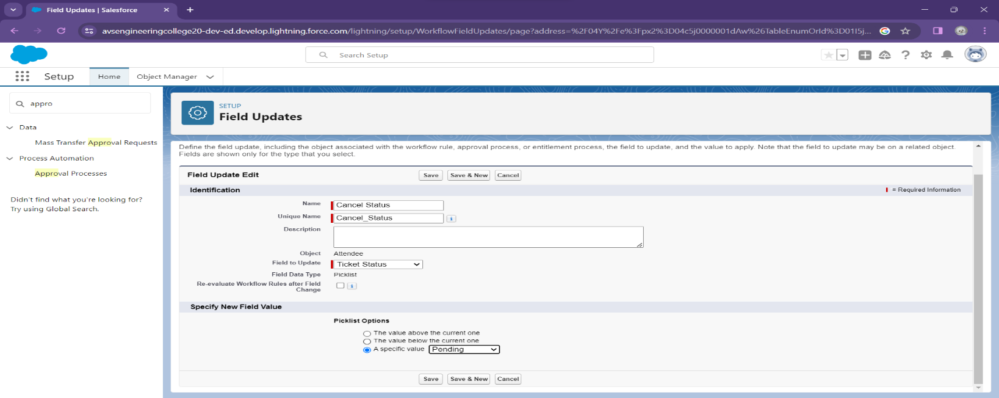 Field Updates | Salesforce
avsengineeringcollege20-dev-ed.develop.lightning.force.com/lightning/setup/WorkflowFieldUpdates/page?address=%2F04Y%2Fe%3Fpx2%3D04c5j0000001dAw%26TableEnumOrId%3D01I5j...
Search Setup
Setup
Home
Object Manager
appro
Data
Mass Transfer Approval Requests
Process Automation
Approval Processes
Didn't find what you're looking for?
Try using Global Search.
SETUP
Field Updates
Define the field update, including the object associated with the workflow rule, approval process, or entitlement process, the field to update, and the value to apply. Note that the field to update may be on a related object.
Fields are shown only for the type that you select.
Field Update Edit
Save
Save & New
Cancel
Identification
= Required Information
Name
Cancel Status
Unique Name
Cancel_Status
Description
Object
Attendee
Field to Update
Ticket Status
Field Data Type
Picklist
Re-evaluate Workflow Rules after Field
Change
Specify New Field Value
Picklist Options
The value above the current one
The value below the current one
A specific value
Pending
Save
Save & New
Cancel